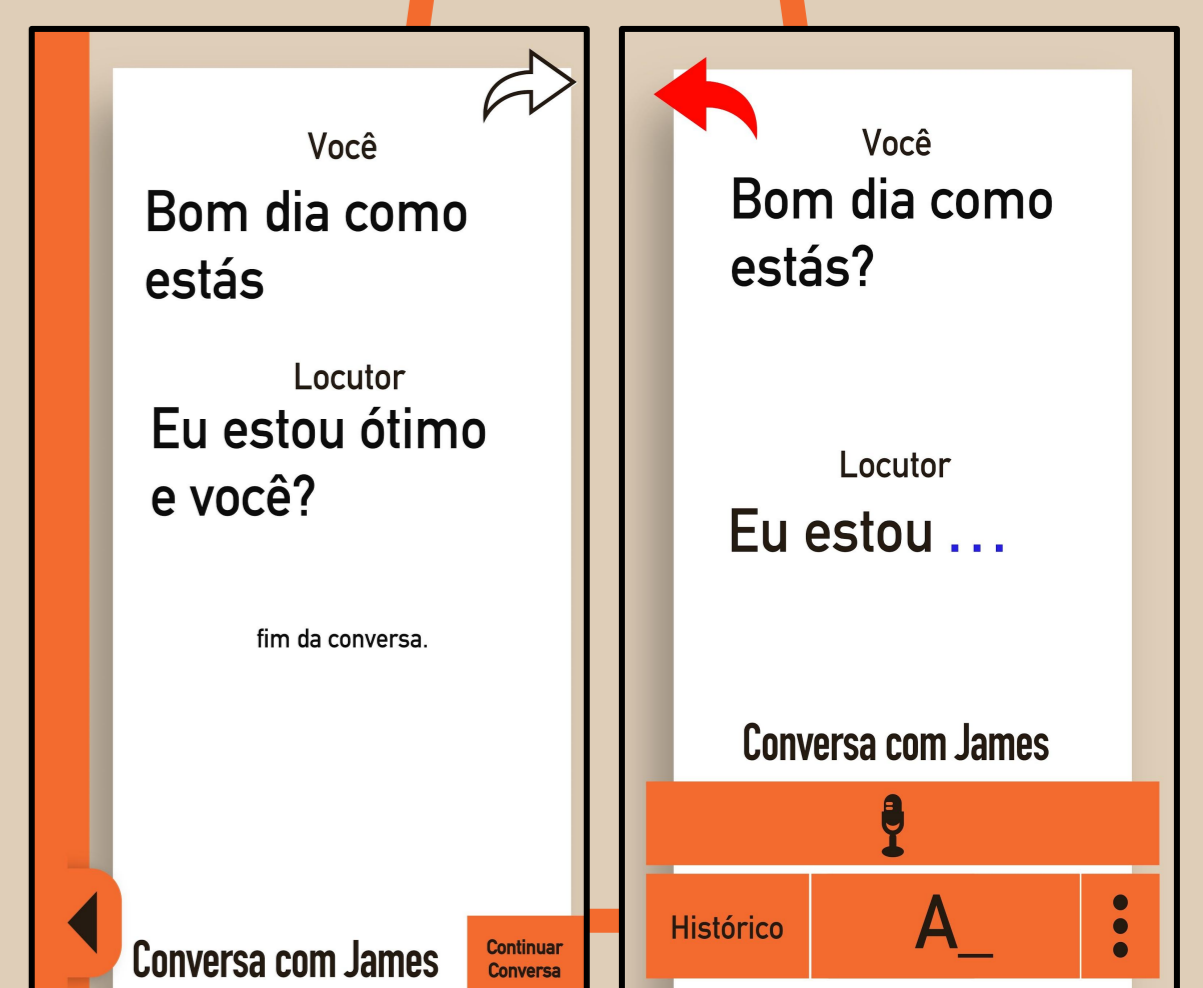 Você
Bom dia como
estás
Locutor
Eu estou ótimo
e você?
fim da conversa.
Conversa com James
Continuar
Conversa
Você
Bom dia como
estás?
Locutor
Eu estou ...
Conversa com James
Histórico
A_